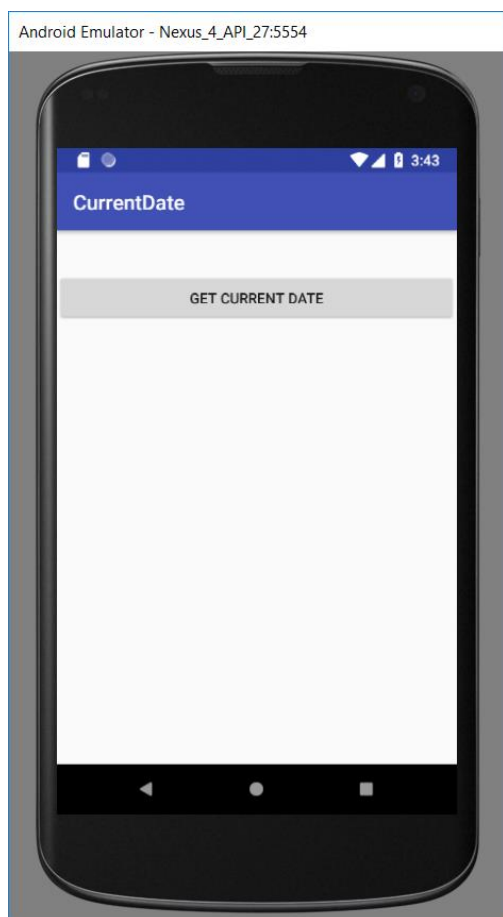 Android Emulator - Nexus_4_API_27:5554
3:43
CurrentDate
GET CURRENT DATE